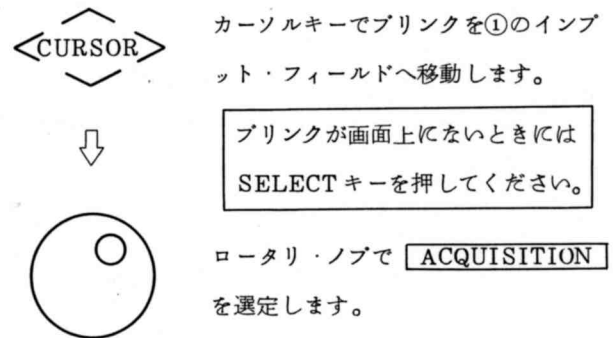 CURSOR
カーソルキーでブリンクを①のインプ
ット・フィールドへ移動します。
ブリンクが画面上にないときには
SELECTキーを押してください。
ロータリ・ノブで ACQUISITION
を選定します。